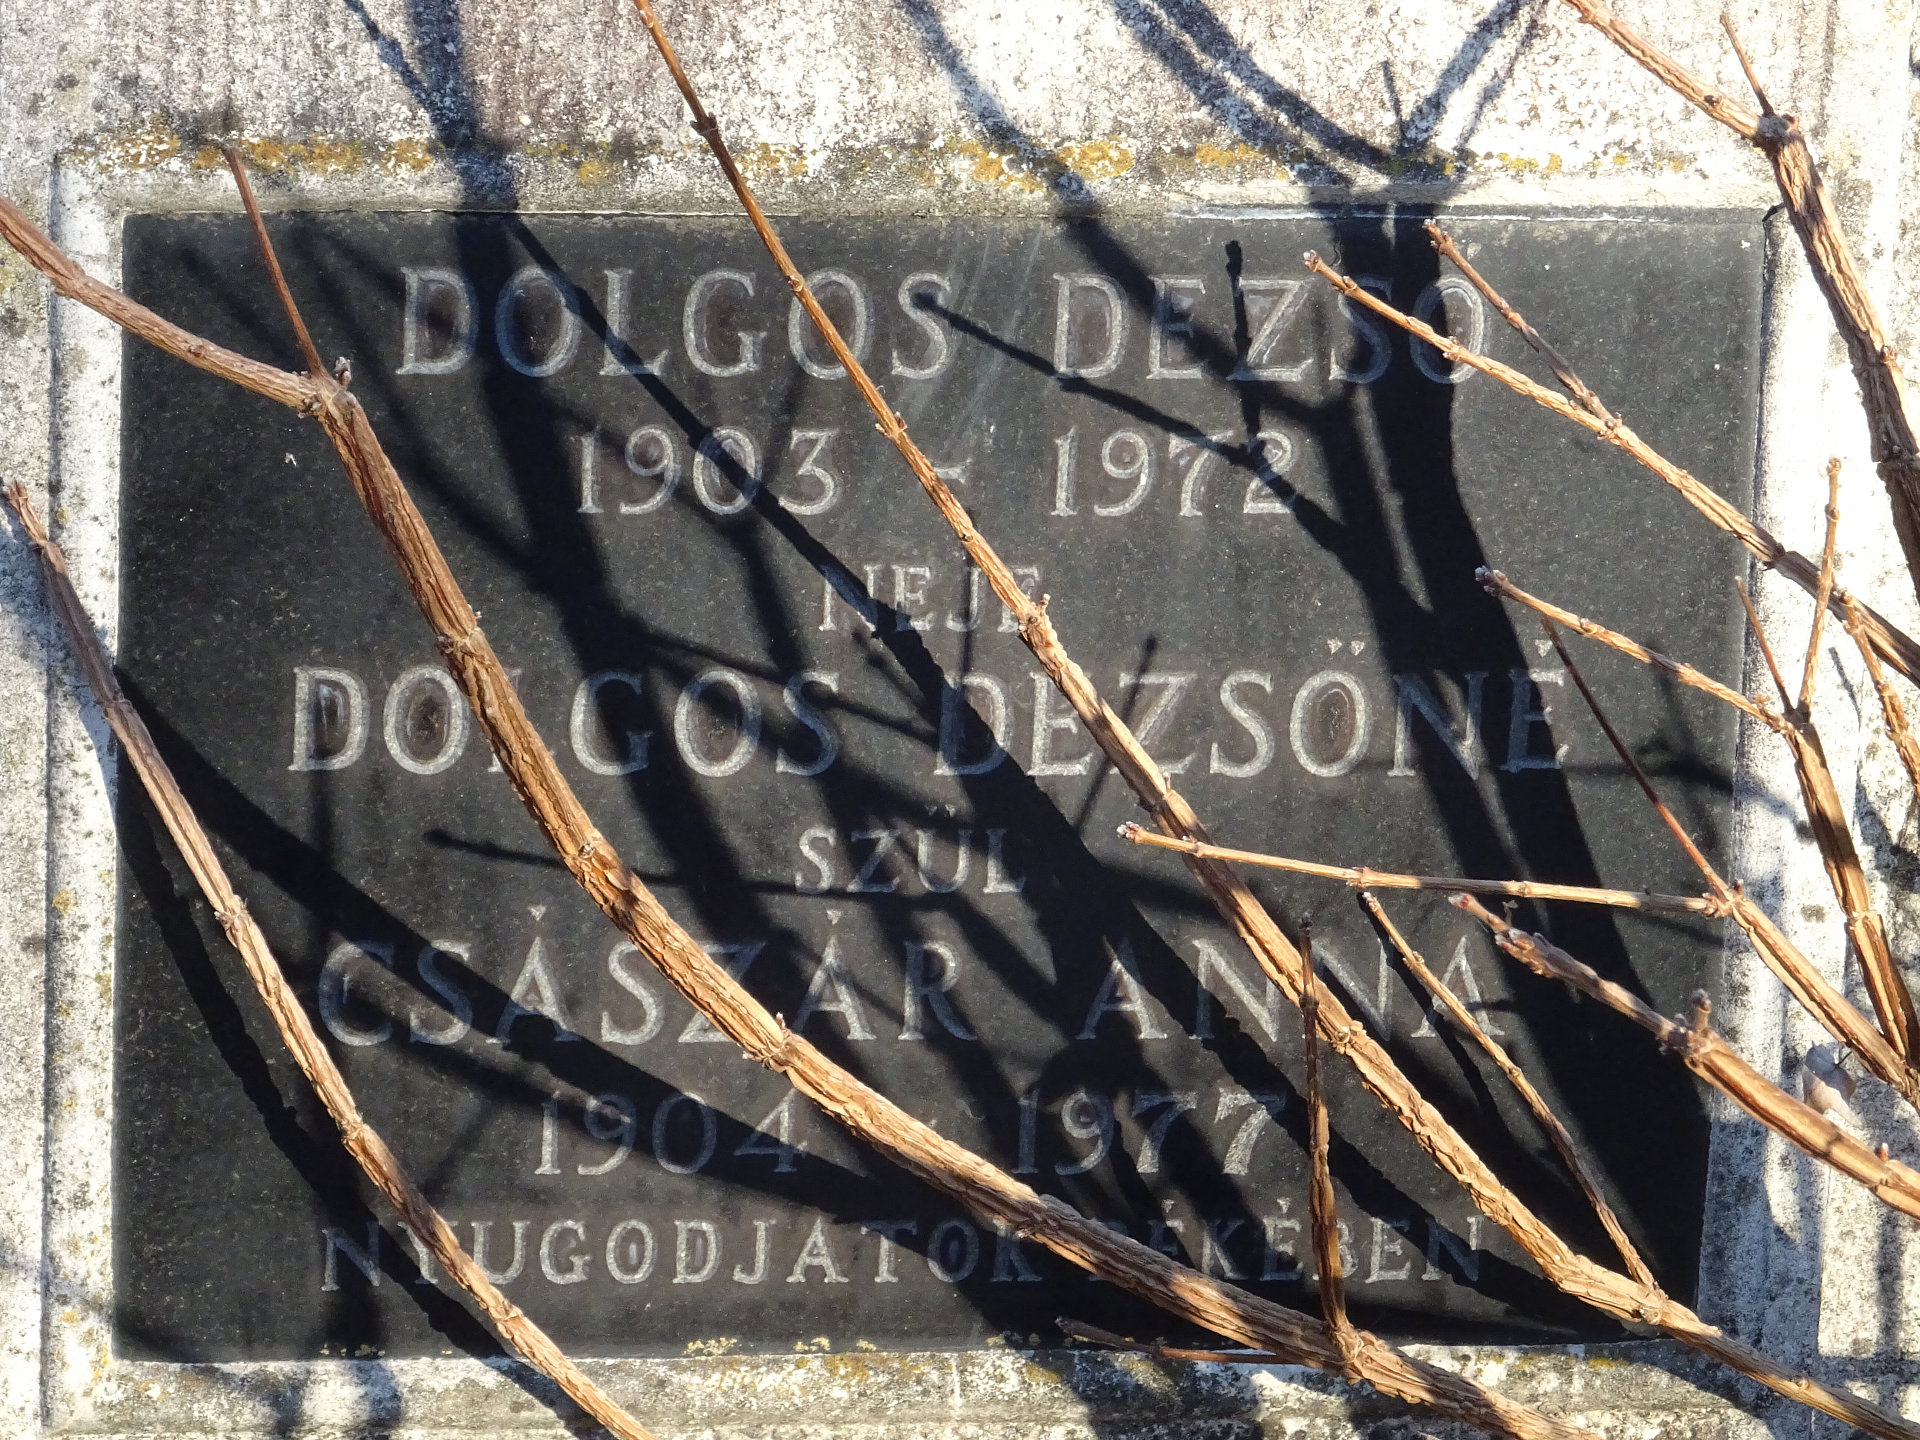 DOLGOS DEZSŐ
1903 - 1972
NEJE
DOLGOS DEZSŐNÉ
SZÜL
CSÁSZÁR ANNA
1904 - 1977
NYUGODJATOK BÉKÉBEN